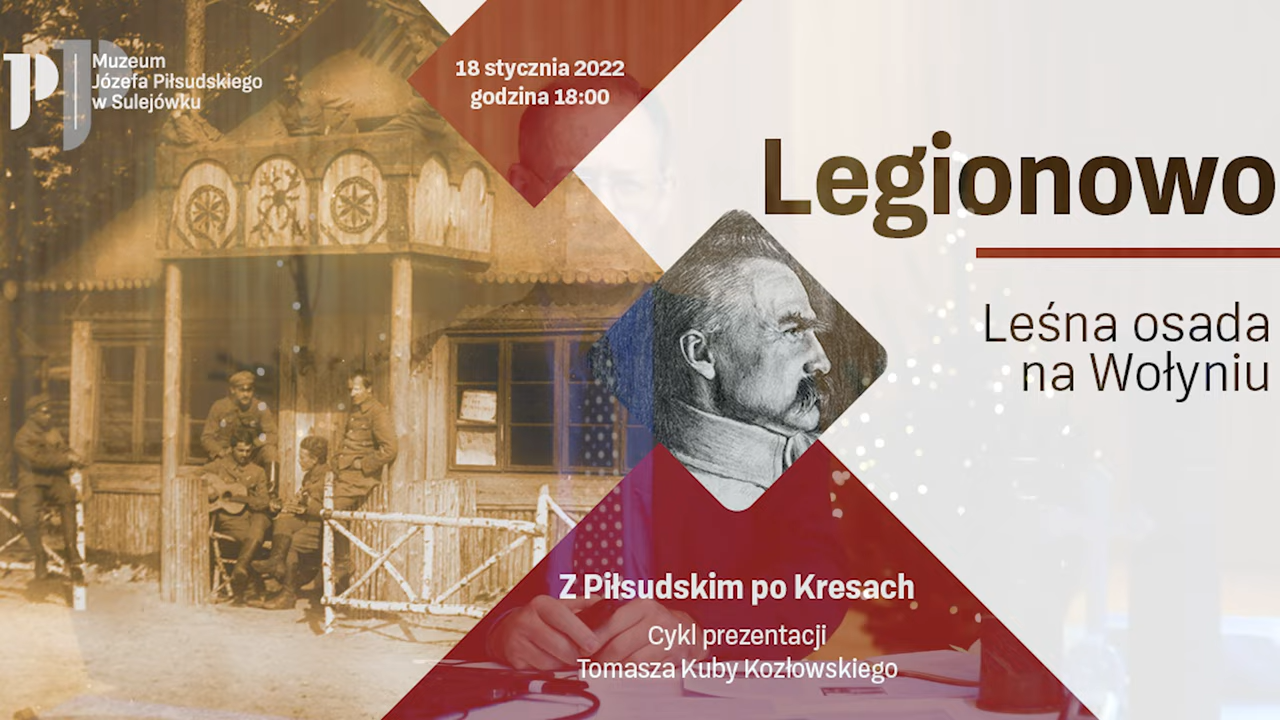 Muzeum
Józefa Piłsudskiego
w Sulejówku
18 stycznia 2022
godzina 18:00
Legionowo
Leśna osada
na Wołyniu
Z Piłsudskim po Kresach
Cykl prezentacji
Tomasza Kuby Kozłowskiego